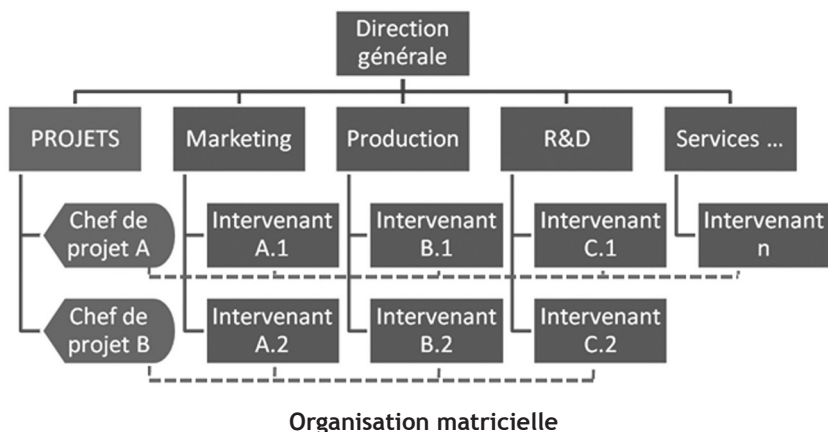 Direction
générale
PROJETS
Marketing
Production
R&D
Services ...
Chef de
projet A
Intervenant
A.1
Intervenant
B.1
Intervenant
C.1
Intervenant
n
Chef de
projet B
Intervenant
A.2
Intervenant
B.2
Intervenant
C.2
Organisation matricielle